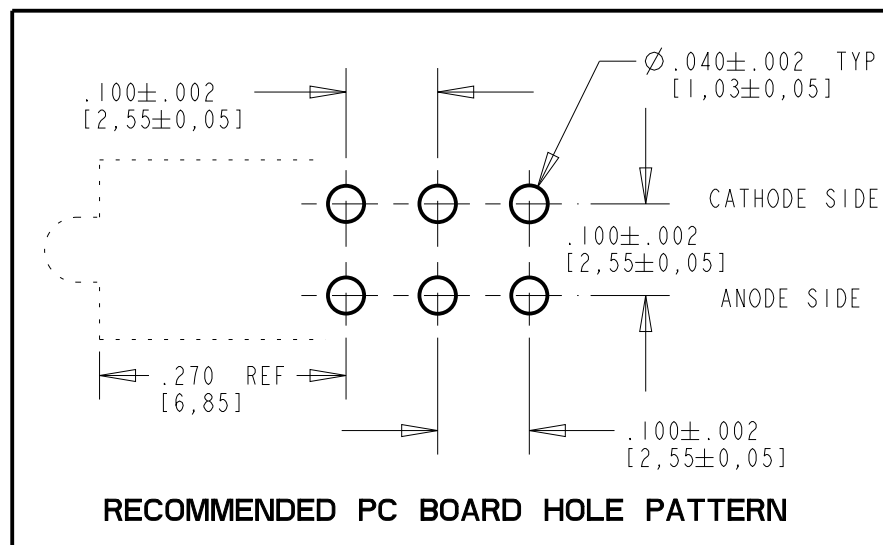 Ø .040±.002 TYP
[1,03±0,05]
.100±.002
[2,55±0,05]
CATHODE SIDE
.100±.002
[2,55±0,05]
ANODE SIDE
.270 REF
[6,85]
.100±.002
[2,55±0,05]
RECOMMENDED PC BOARD HOLE PATTERN